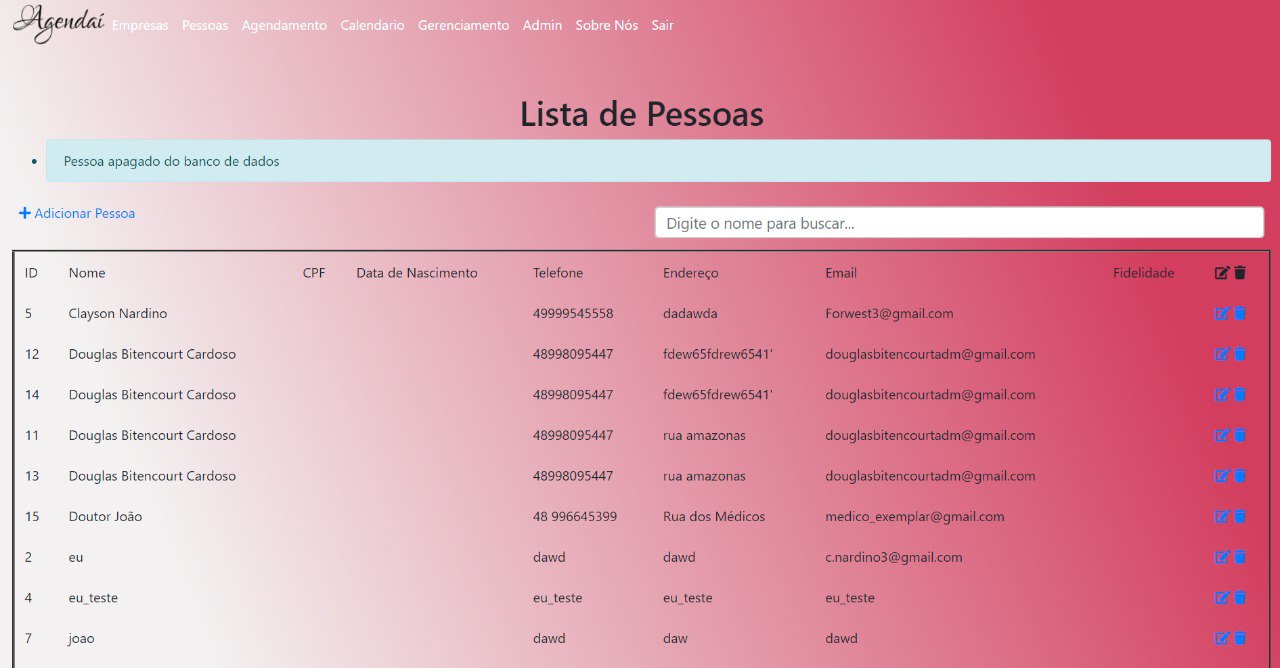 Agendaí Empresas Pessoas Agendamento Calendario Gerenciamento Admin Sobre Nós Sair
Lista de Pessoas
Pessoa apagado do banco de dados
Adicionar Pessoa
Digite o nome para buscar...
ID Nome CPF Data de Nascimento Telefone Endereço Email Fidelidade
5 Clayson Nardino 49999545558 dadawda Forwest3@gmail.com
12 Douglas Bitencourt Cardoso 48998095447 fdew65fdrew6541' douglasbitencourtadm@gmail.com
14 Douglas Bitencourt Cardoso 48998095447 fdew65fdrew6541' douglasbitencourtadm@gmail.com
11 Douglas Bitencourt Cardoso 48998095447 rua amazonas douglasbitencourtadm@gmail.com
13 Douglas Bitencourt Cardoso 48998095447 rua amazonas douglasbitencourtadm@gmail.com
15 Doutor João 48 996645399 Rua dos Médicos medico_exemplar@gmail.com
2 eu dawd dawd c.nardino3@gmail.com
4 eu_teste eu_teste eu_teste eu_teste
7 joao dawd daw dawd